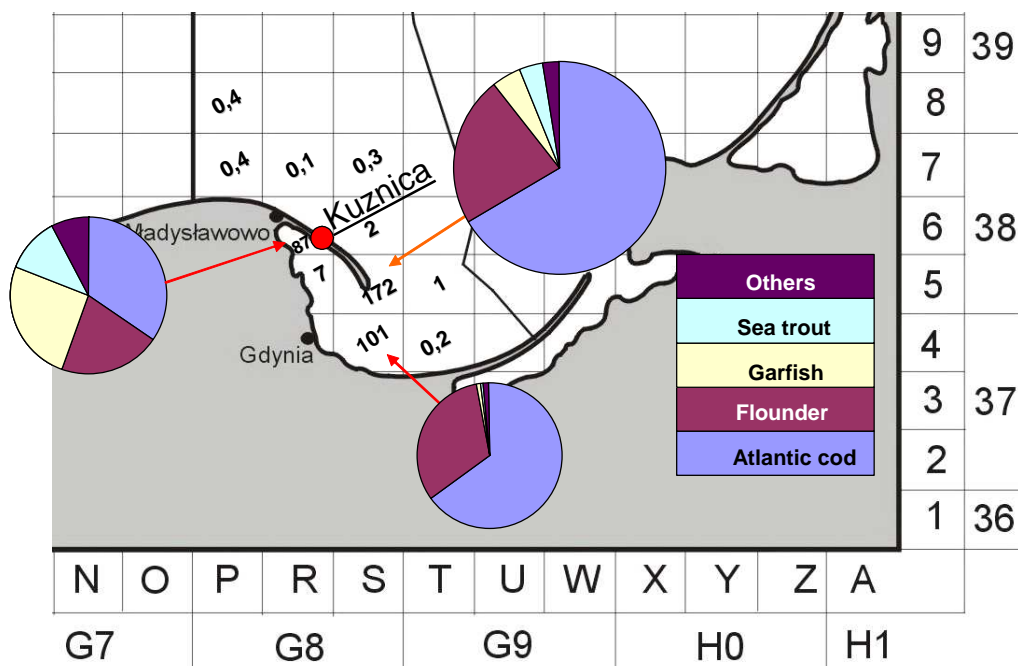 9 39
0,4
8
0,4 0,1 0,3
7
Kuznica
Władysławowo 87 2
6 38
7 172 1
5
Others
Sea trout
Gdynia 101 0,2
4
Garfish
Flounder
3 37
Atlantic cod
2
1 36
N O P R S T U W X Y Z A
G7 G8 G9 H0 H1